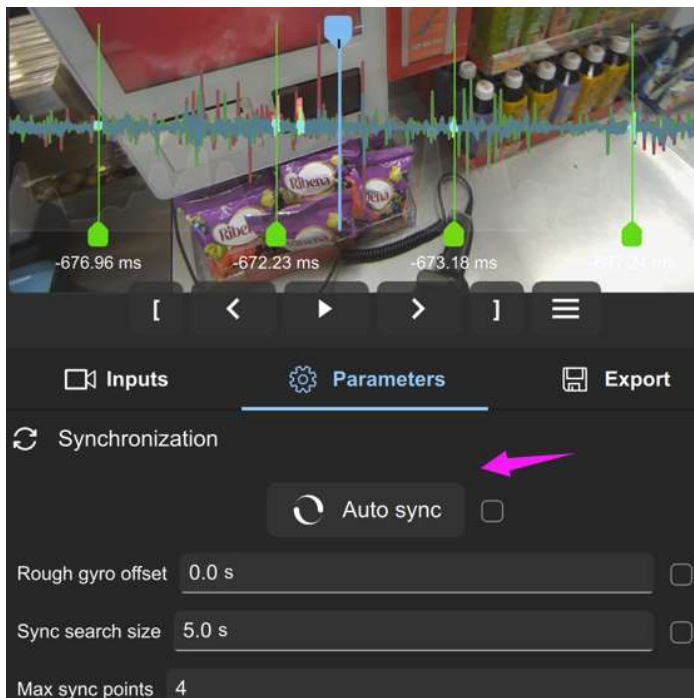 Ribena
Ribena
-676.96 ms
-672.23 ms
-673.18 ms
[
]
Inputs
Parameters
Export
Synchronization
Auto sync
Rough gyro offset
0.0 s
Sync search size
5.0 s
Max sync points
4